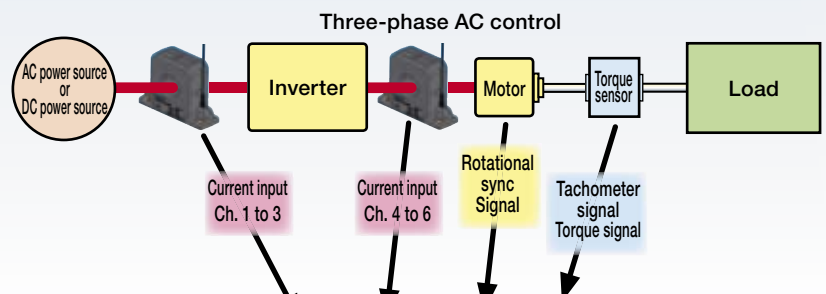 Three-phase AC control
AC power source
or
DC power source
Inverter
Motor
Torque
sensor
Load
Current input
Ch. 1 to 3
Current input
Ch. 4 to 6
Rotational
sync
Signal
Tachometer
signal
Torque signal